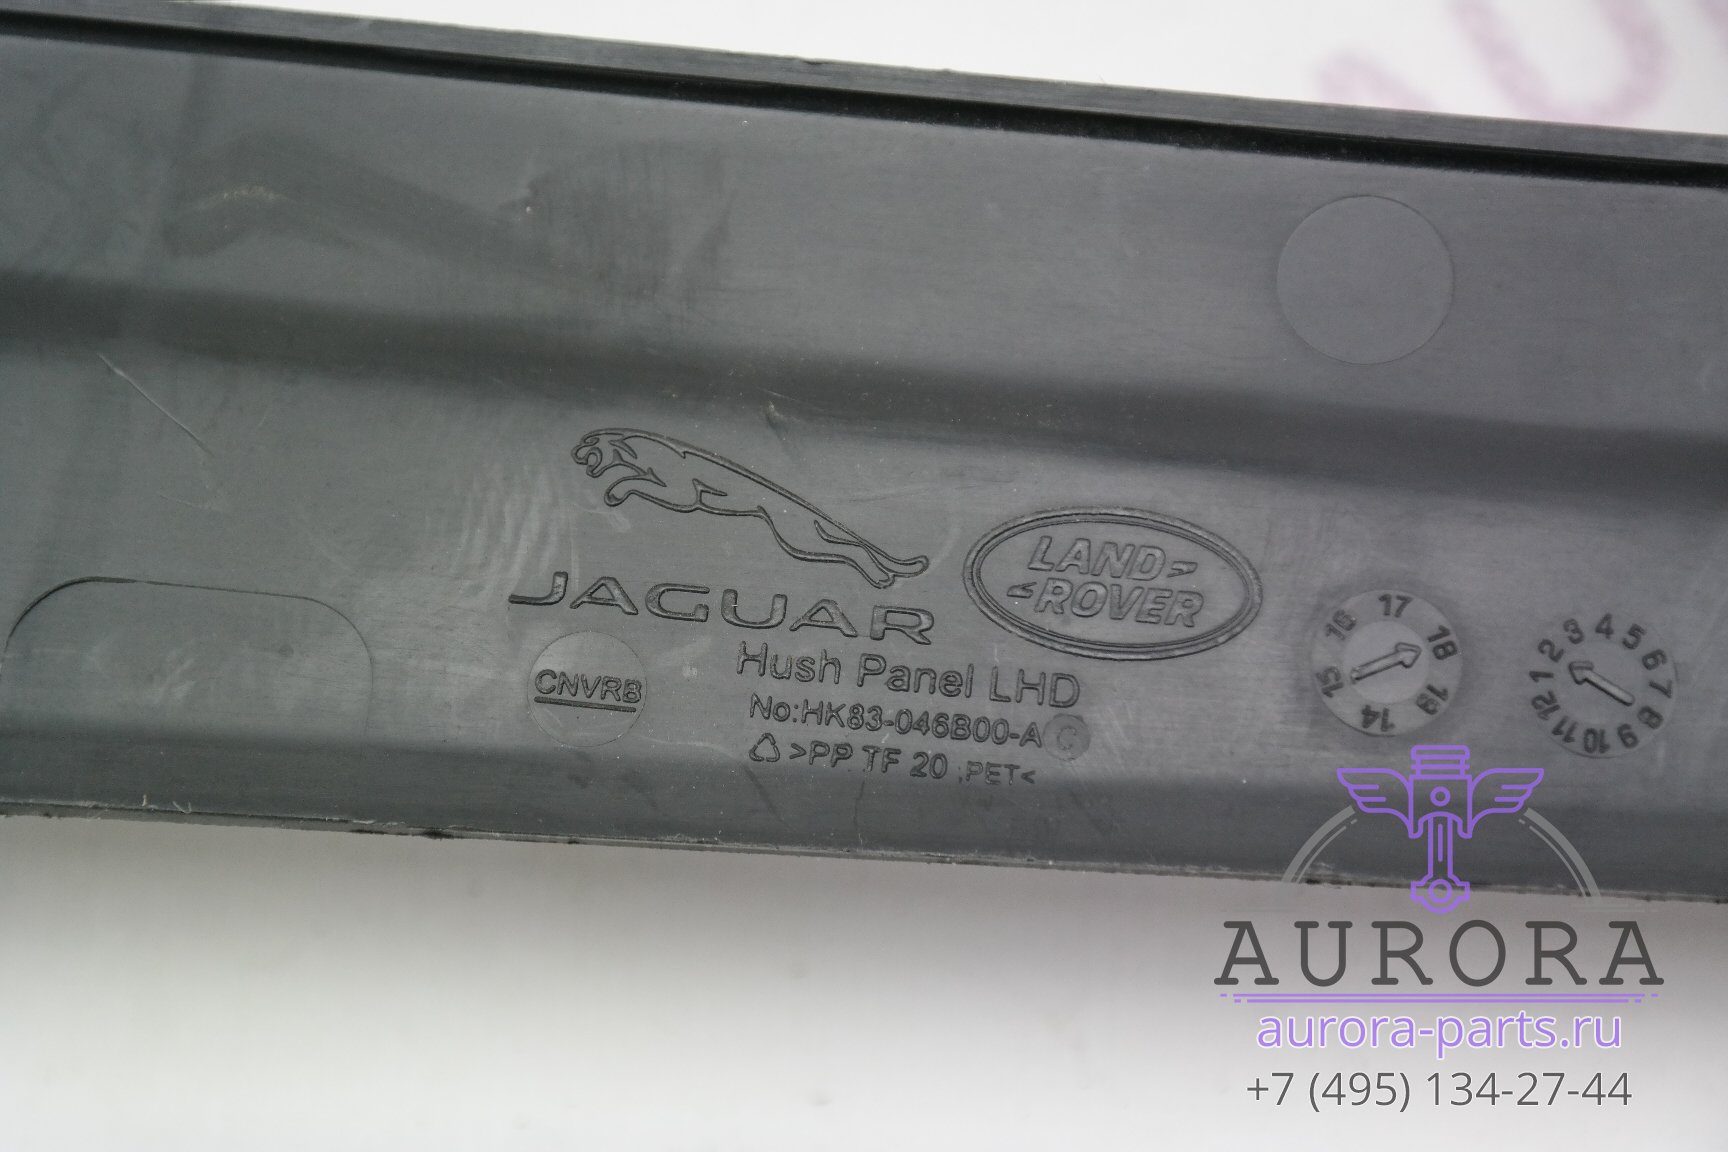 JAGUAR
LAND
ROVER
CNVRB
Hush Panel LHD
No:HK83-046B00-A C
>PP TF 20 ,PET<
14 15 16 17 18 19
1 2 3 4 5 6 7 8 9 10 11 12
AURORA
aurora-parts.ru
+7 (495) 134-27-44